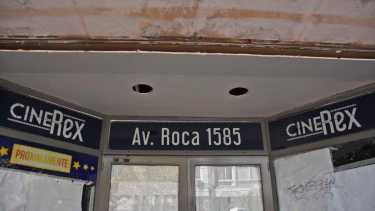 CINEREX
PROXIMAMENTE
Av. Roca 1585
CINEREX